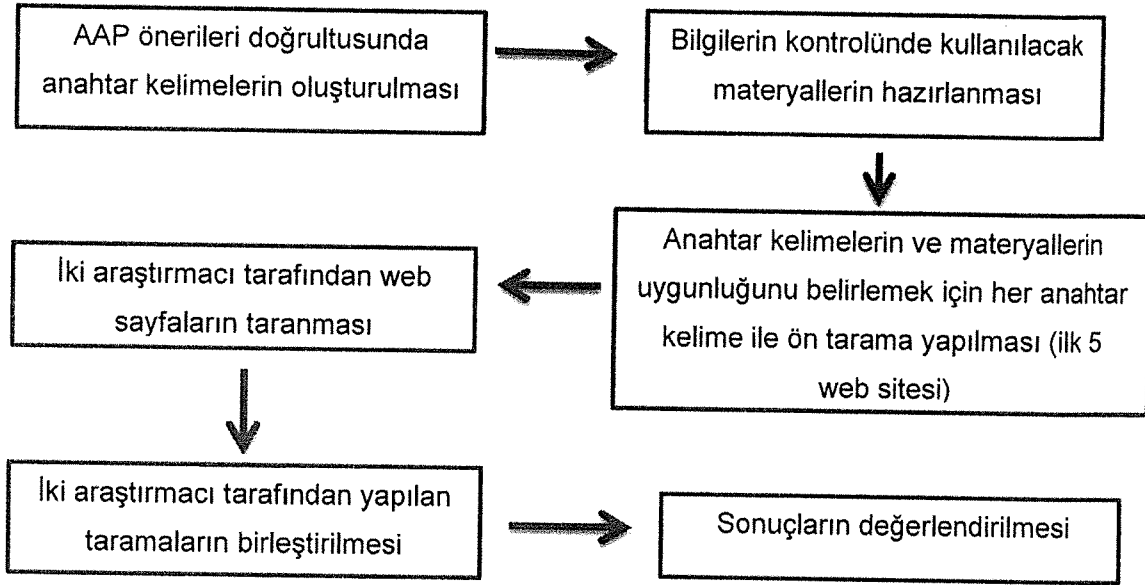 AAP önerileri doğrultusunda
anahtar kelimelerin oluşturulması
Bilgilerin kontrolünde kullanılacak
materyallerin hazırlanması
Anahtar kelimelerin ve materyallerin
uygunluğunu belirlemek için her anahtar
kelime ile ön tarama yapılması (ilk 5
web sitesi)
İki araştırmacı tarafından web
sayfaların taranması
İki araştırmacı tarafından yapılan
taramaların birleştirilmesi
Sonuçların değerlendirilmesi